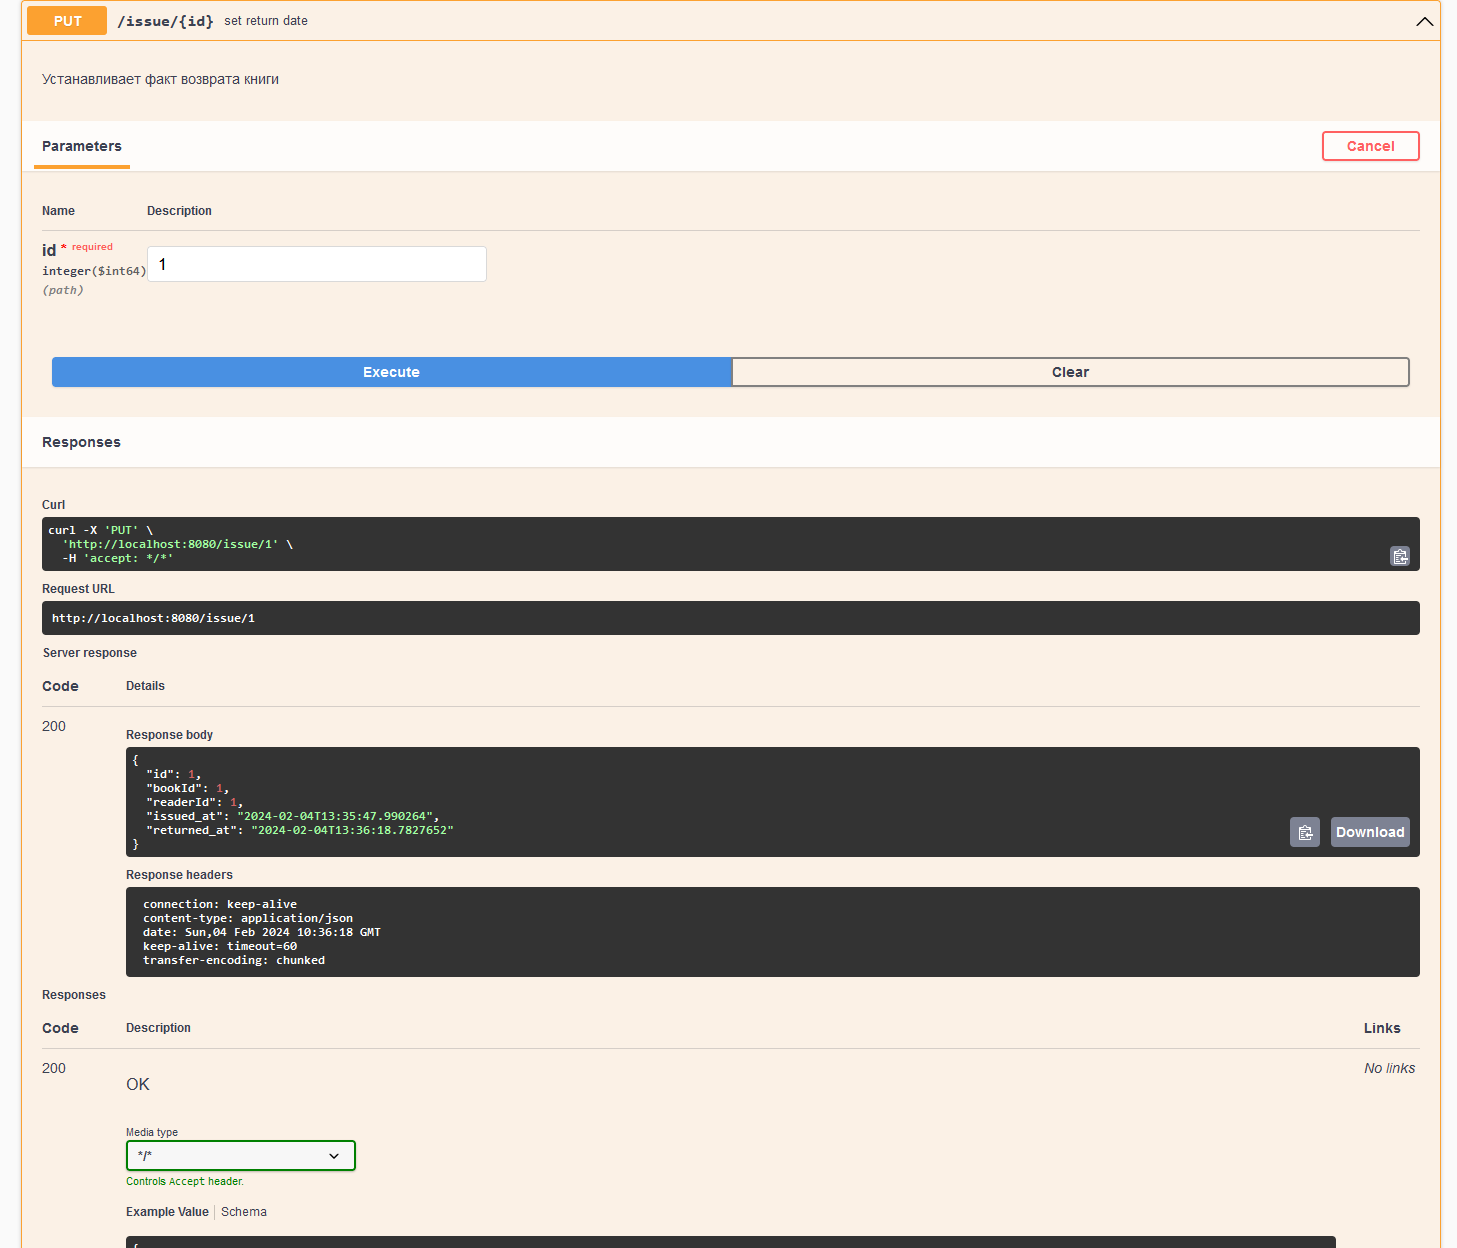 PUT /issue/{id} set return date
Устанавливает факт возврата книги
Parameters Cancel
Name Description
id * required
integer($int64) 1
(path)
Execute Clear
Responses
Curl
curl -X 'PUT' \
  'http://localhost:8080/issue/1' \
  -H 'accept: */*'
Request URL
http://localhost:8080/issue/1
Server response
Code Details
200
Response body
{
  "id": 1,
  "bookId": 1,
  "readerId": 1,
  "issued_at": "2024-02-04T13:35:47.990264",
  "returned_at": "2024-02-04T13:36:18.7827652"
}
Download
Response headers
connection: keep-alive
content-type: application/json
date: Sun,04 Feb 2024 10:36:18 GMT
keep-alive: timeout=60
transfer-encoding: chunked
Responses
Code Description Links
200 No links
OK
Media type
*/*
Controls Accept header.
Example Value Schema